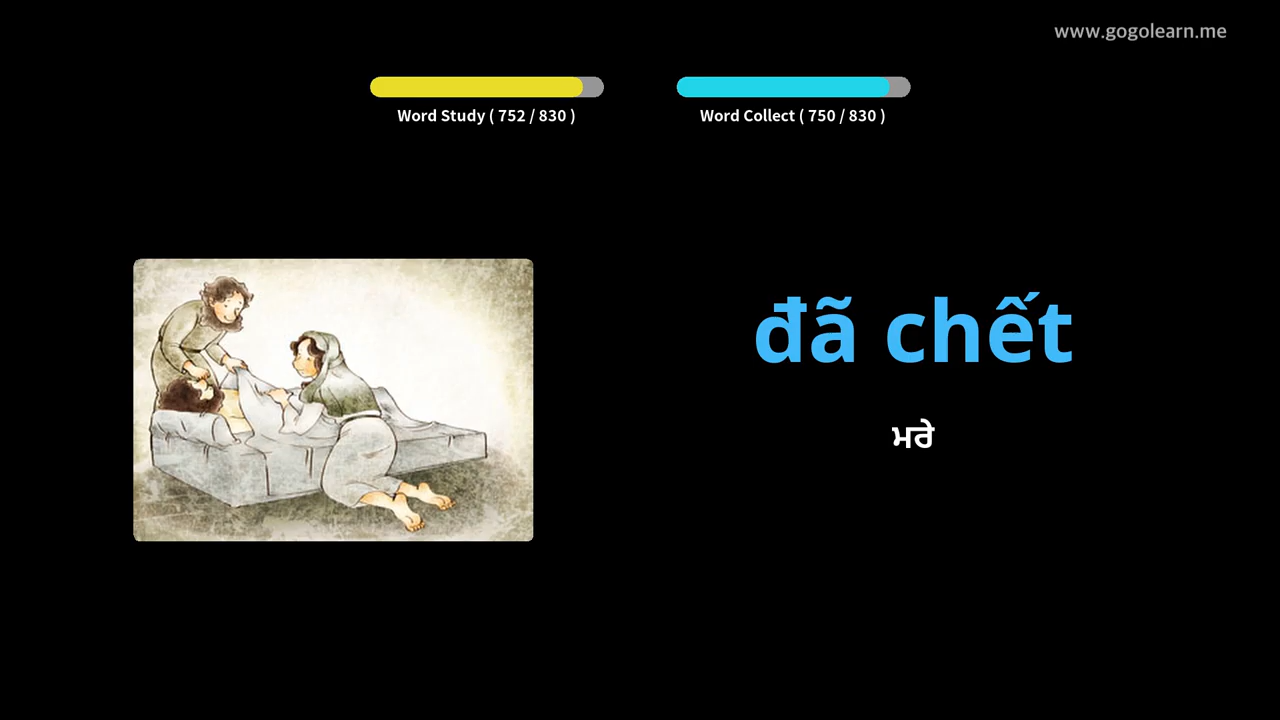 www.gogolearn.me
Word Study ( 752 / 830 )
Word Collect ( 750 / 830 )
đã chết
ਮਰੇ